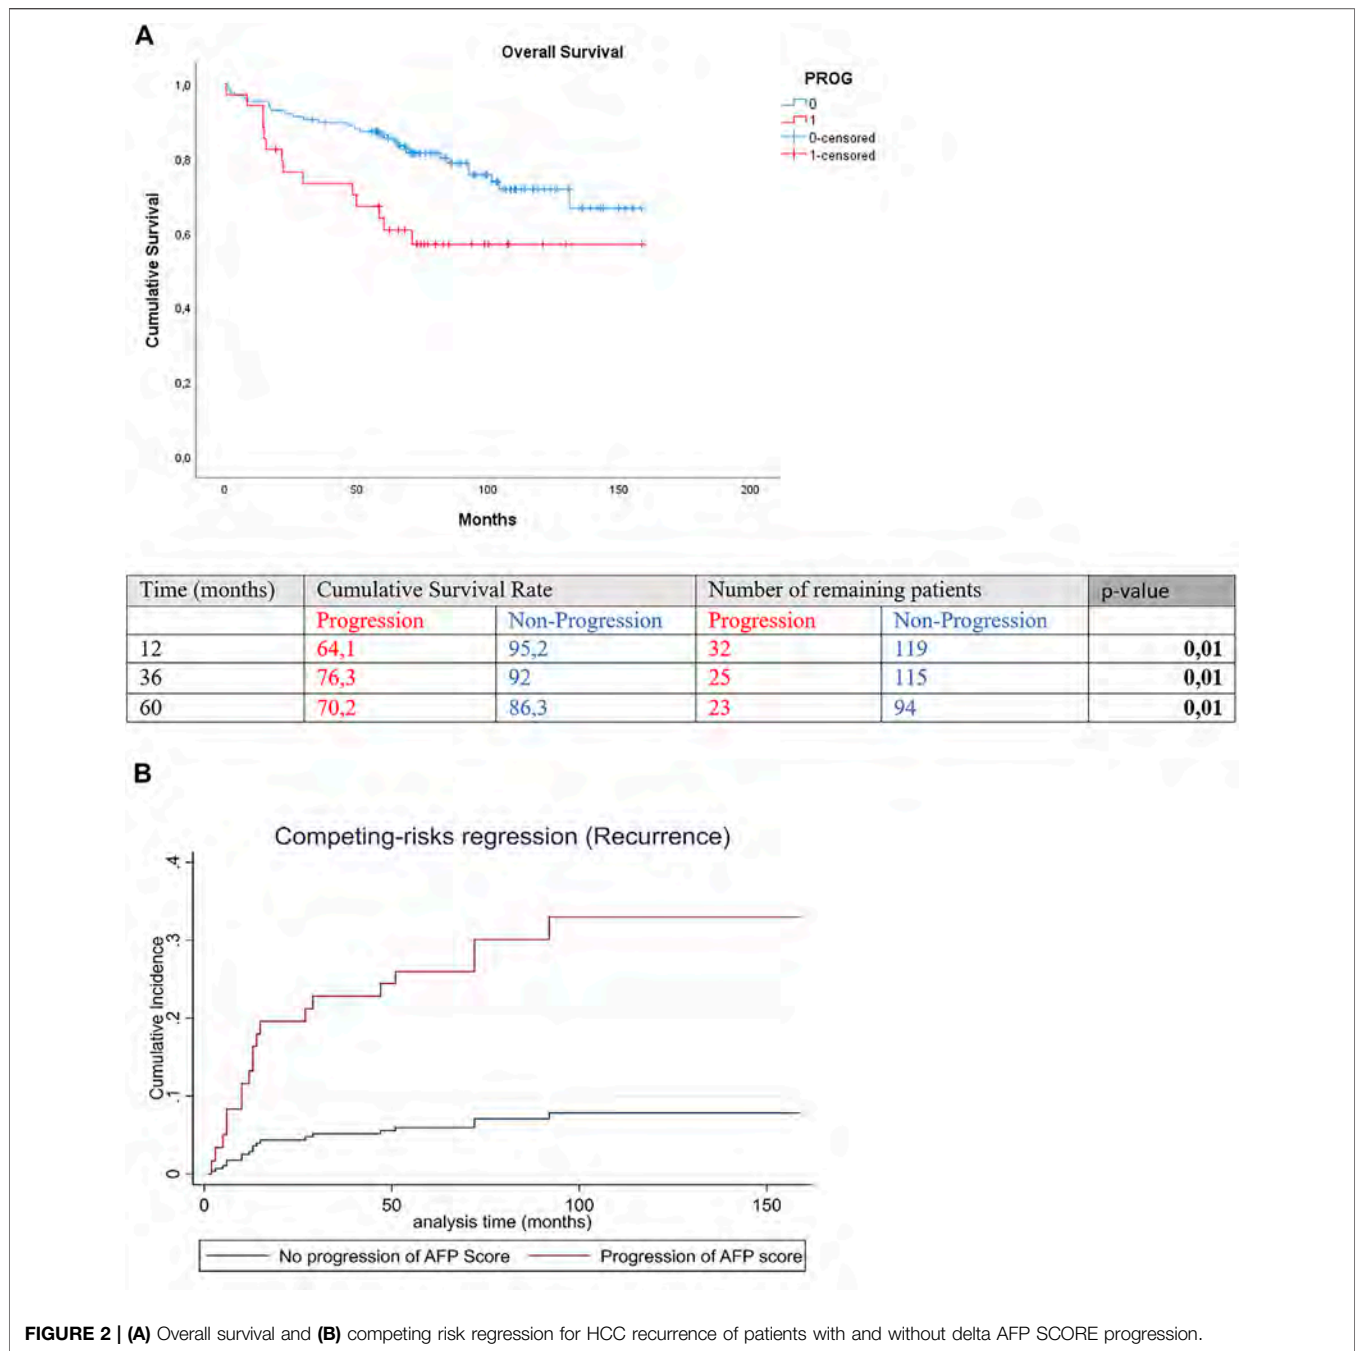 A
Overall Survival
PROG
0
1
0-censored
1-censored
Cumulative Survival
1,0
0,8
0,6
0,4
0,2
0,0
0 50 100 150 200
Months
Time (months) Cumulative Survival Rate Number of remaining patients p-value
Progression Non-Progression Progression Non-Progression
12 64,1 95,2 32 119 0,01
36 76,3 92 25 115 0,01
60 70,2 86,3 23 94 0,01
B
Competing-risks regression (Recurrence)
Cumulative Incidence
.4
.3
.2
.1
0
0 50 100 150
analysis time (months)
No progression of AFP Score Progression of AFP score
FIGURE 2 | (A) Overall survival and (B) competing risk regression for HCC recurrence of patients with and without delta AFP SCORE progression.